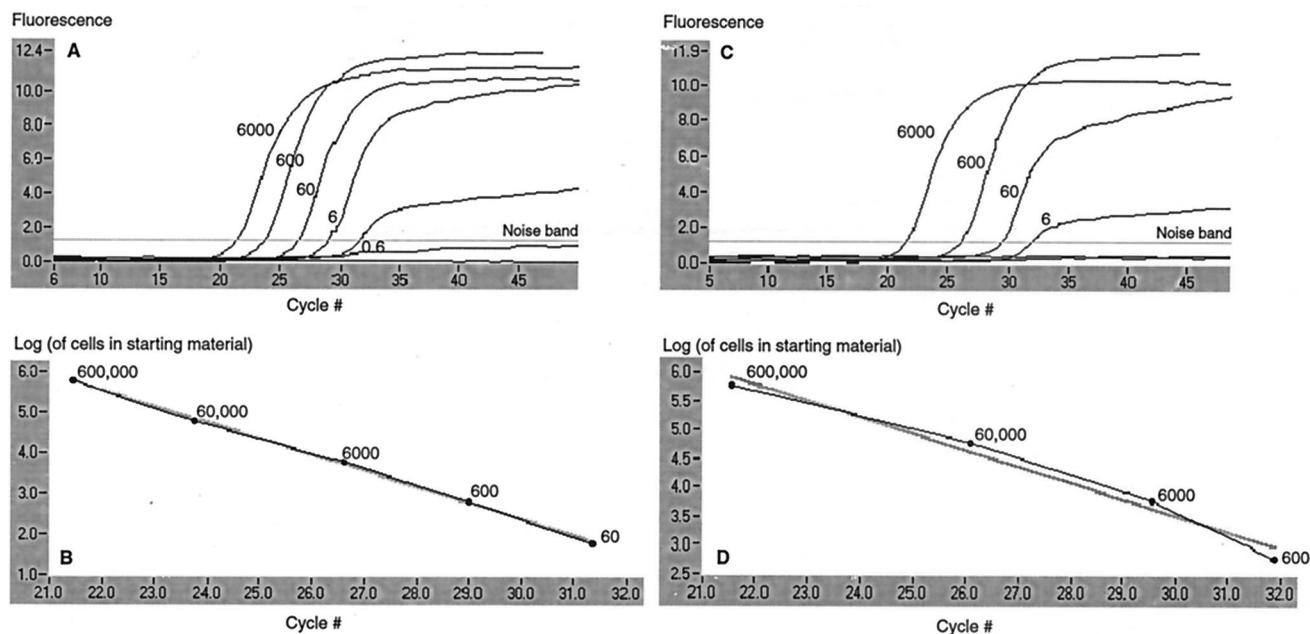 Fluorescence
A
12.4
10.0
8.0
6.0
4.0
2.0
0.0
6000
600
60
6
0.6
Noise band
6 10 15 20 25 30 35 40 45
Cycle #
Fluorescence
C
11.9
10.0
8.0
6.0
4.0
2.0
0.0
6000
600
60
6
Noise band
5 10 15 20 25 30 35 40 45
Cycle #
Log (of cells in starting material)
6.0
5.0
4.0
3.0
2.0
1.0
600,000
60,000
6000
600
60
B
21.0 22.0 23.0 24.0 25.0 26.0 27.0 28.0 29.0 30.0 31.0 32.0
Cycle #
Log (of cells in starting material)
6.0
5.5
5.0
4.5
4.0
3.5
3.0
2.5
600,000
60,000
6000
600
D
21.0 22.0 23.0 24.0 25.0 26.0 27.0 28.0 29.0 30.0 31.0 32.0
Cycle #